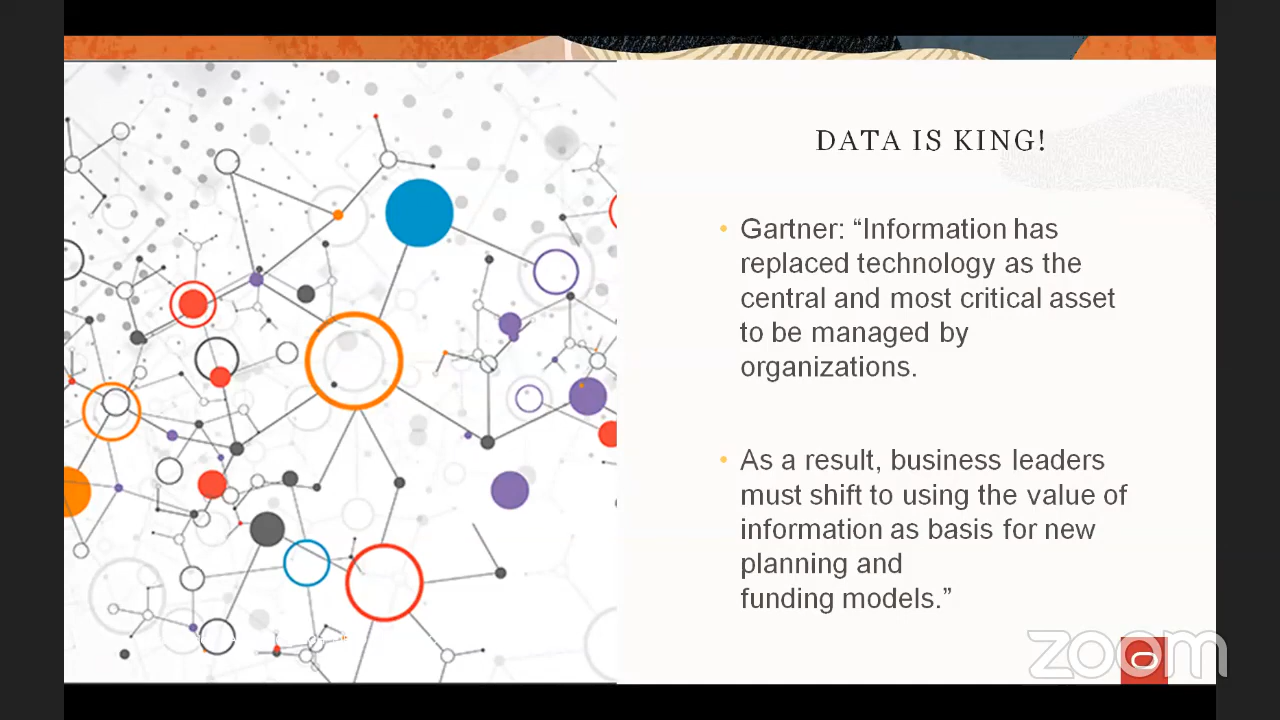 DATA IS KING!
• Gartner: “Information has
replaced technology as the
central and most critical asset
to be managed by
organizations.
• As a result, business leaders
must shift to using the value of
information as basis for new
planning and
funding models.”
zoom